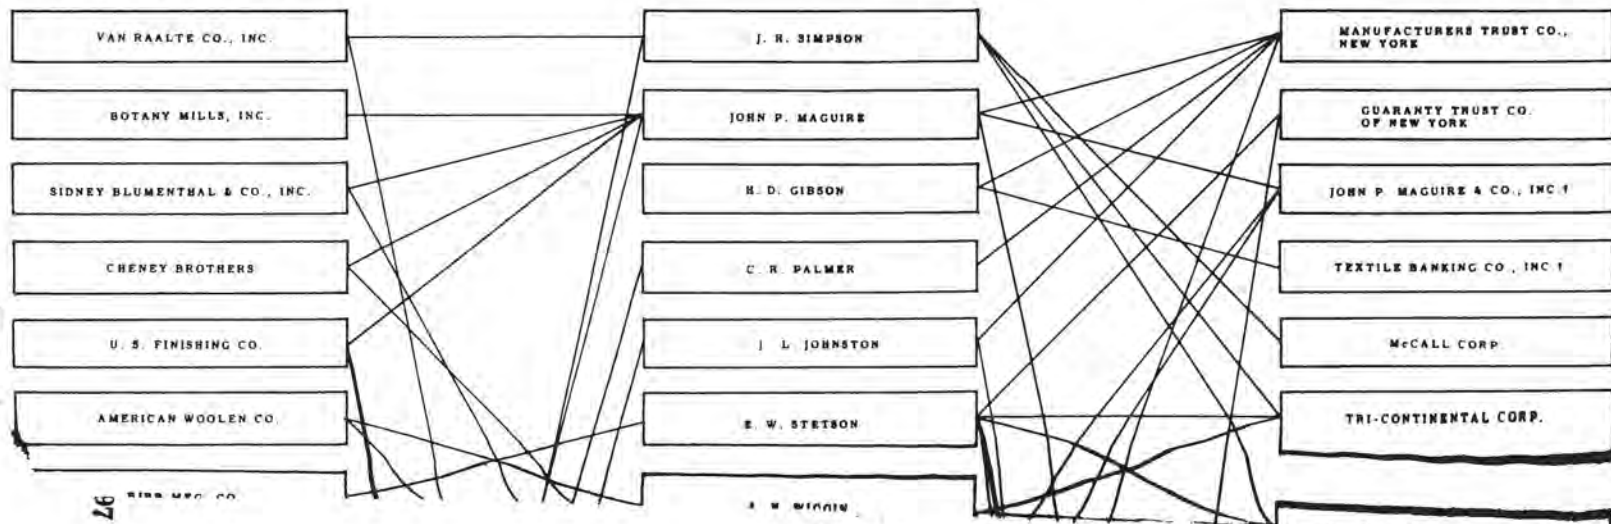 VAN RAALTE CO., INC.
BOTANY MILLS, INC.
SIDNEY BLUMENTHAL & CO., INC.
CHENEY BROTHERS
U. S. FINISHING CO.
AMERICAN WOOLEN CO.
97
J. H. SIMPSON
JOHN P. MAGUIRE
H. D. GIBSON
C. R. PALMER
J. L. JOHNSTON
E. W. STETSON
MANUFACTURERS TRUST CO.,
NEW YORK
GUARANTY TRUST CO.
OF NEW YORK
JOHN P. MAGUIRE & CO., INC.†
TEXTILE BANKING CO., INC †
McCALL CORP
TRI-CONTINENTAL CORP.